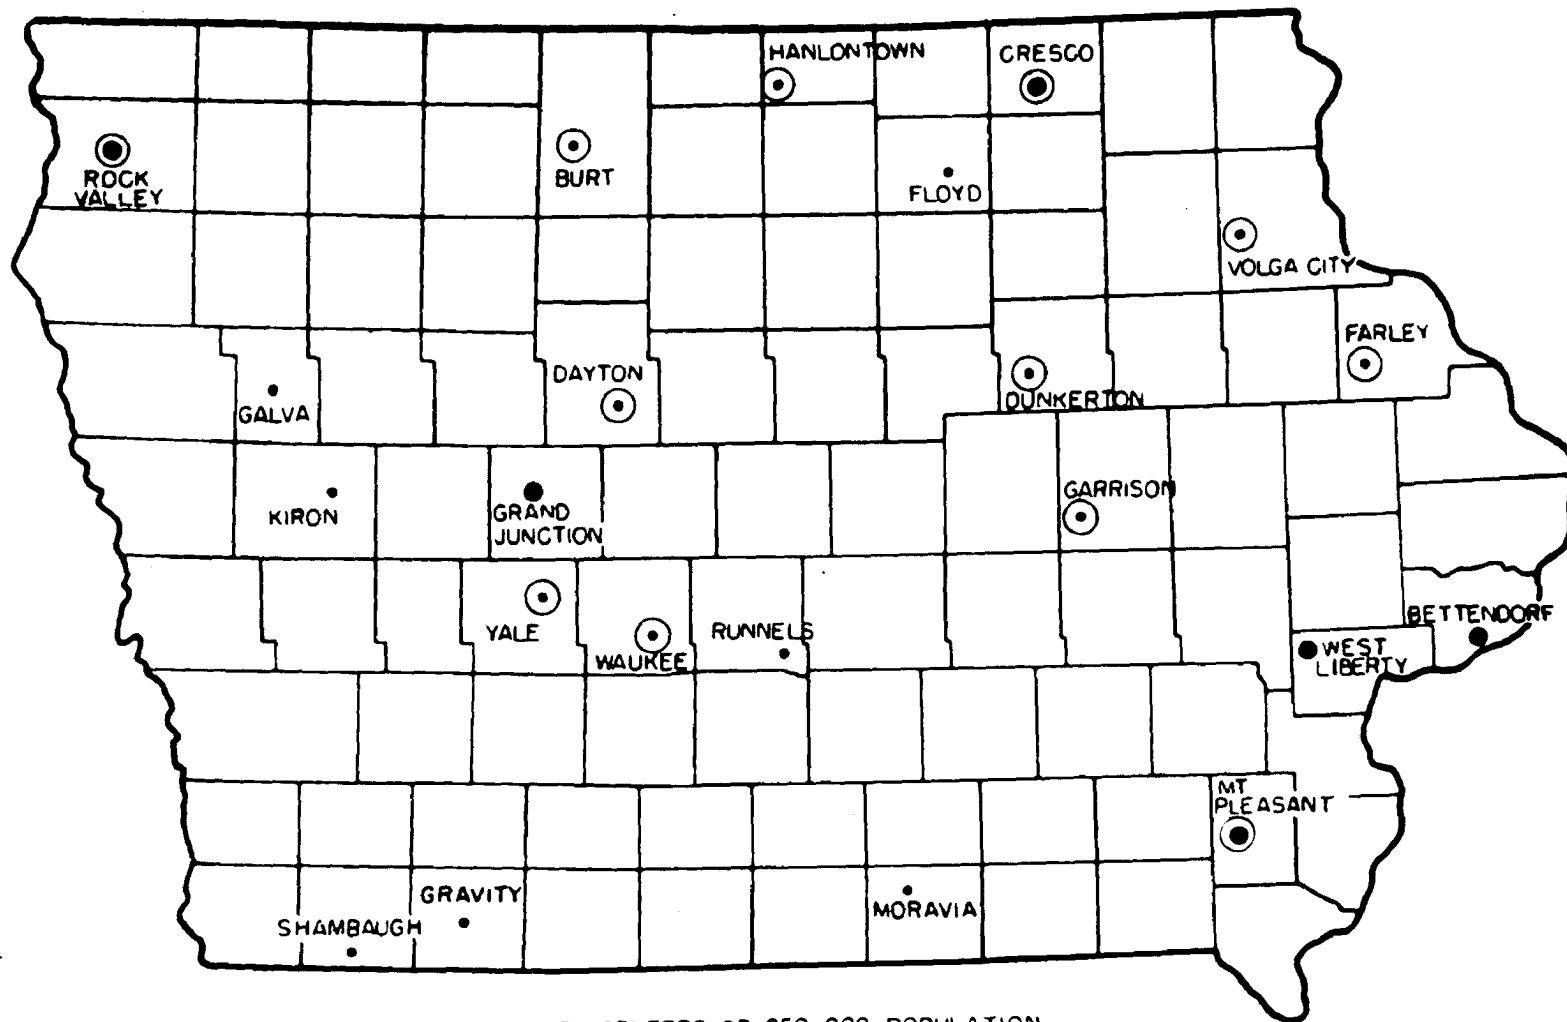 HANLONTOWN
CRESCO
ROCK
VALLEY
BURT
FLOYD
VOLGA CITY
FARLEY
DAYTON
DUNKERTON
GALVA
GARRISON
KIRON
GRAND
JUNCTION
YALE
WAUKEE
RUNNELS
BETTENDORF
WEST
LIBERTY
MT
PLEASANT
GRAVITY
SHAMBAUGH
MORAVIA
POPULATION